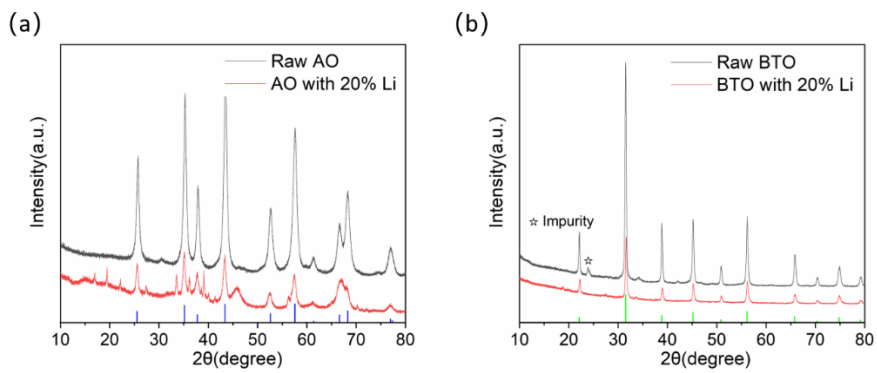 (a)
Raw AO
AO with 20% Li
Intensity(a.u.)
10 20 30 40 50 60 70 80
2θ(degree)
(b)
Raw BTO
BTO with 20% Li
☆ Impurity
☆
Intensity(a.u.)
10 20 30 40 50 60 70 80
2θ(degree)